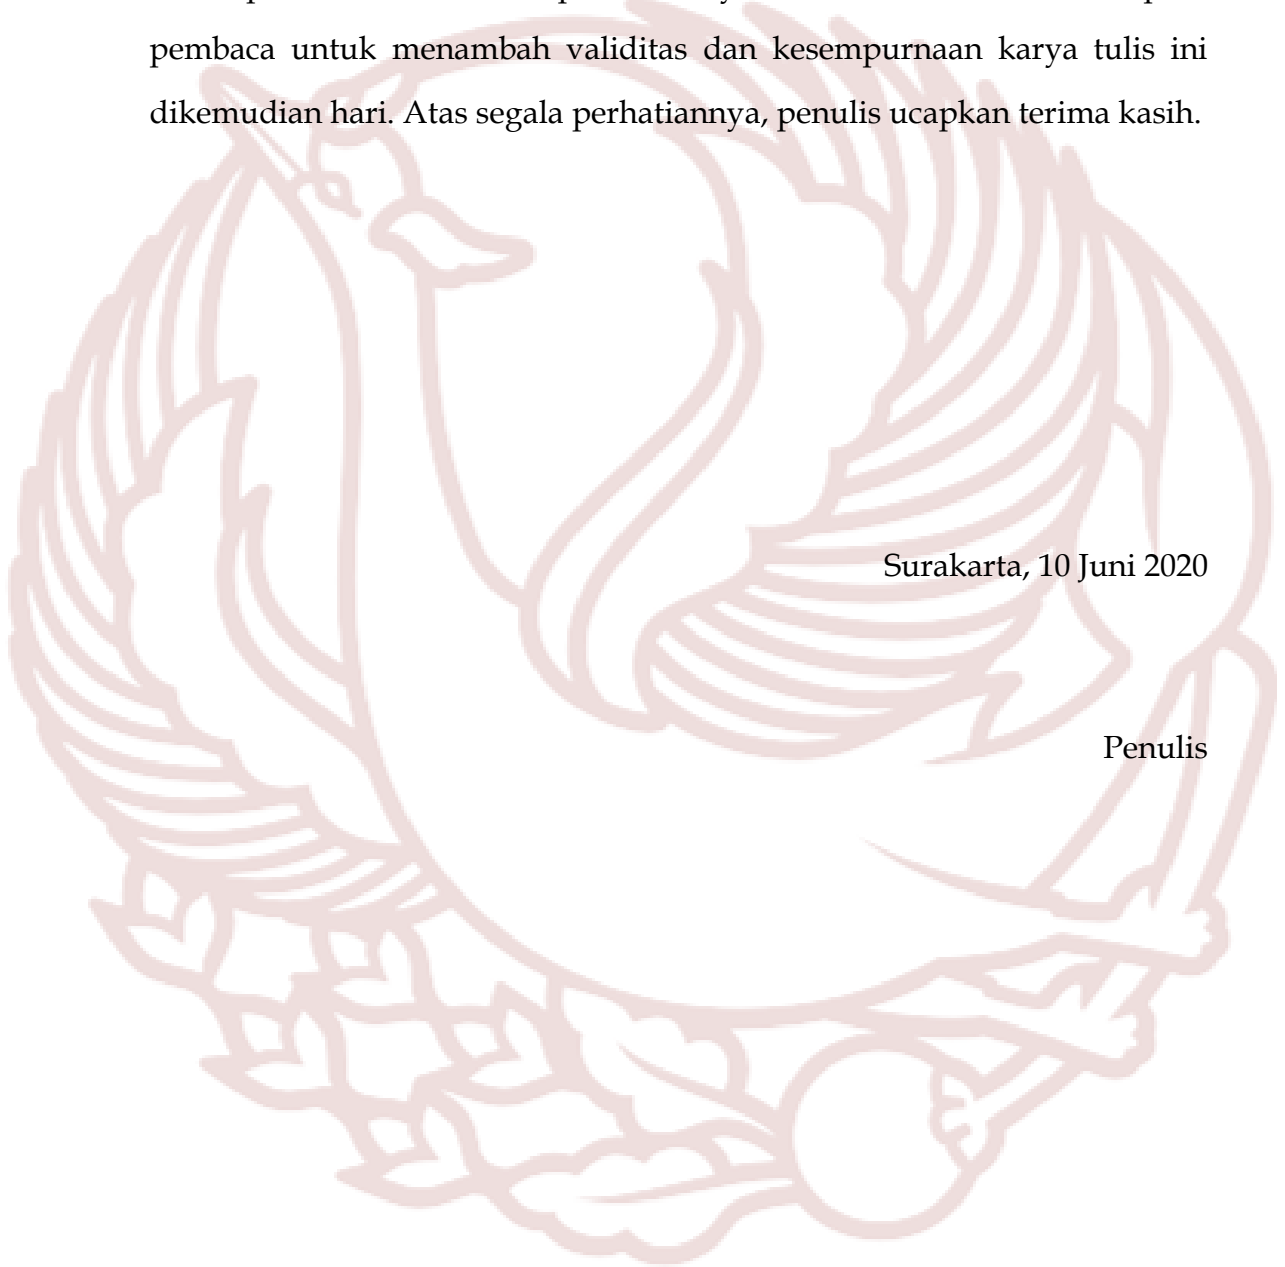 pembaca untuk menambah validitas dan kesempurnaan karya tulis ini
dikemudian hari. Atas segala perhatiannya, penulis ucapkan terima kasih.
Surakarta, 10 Juni 2020
Penulis